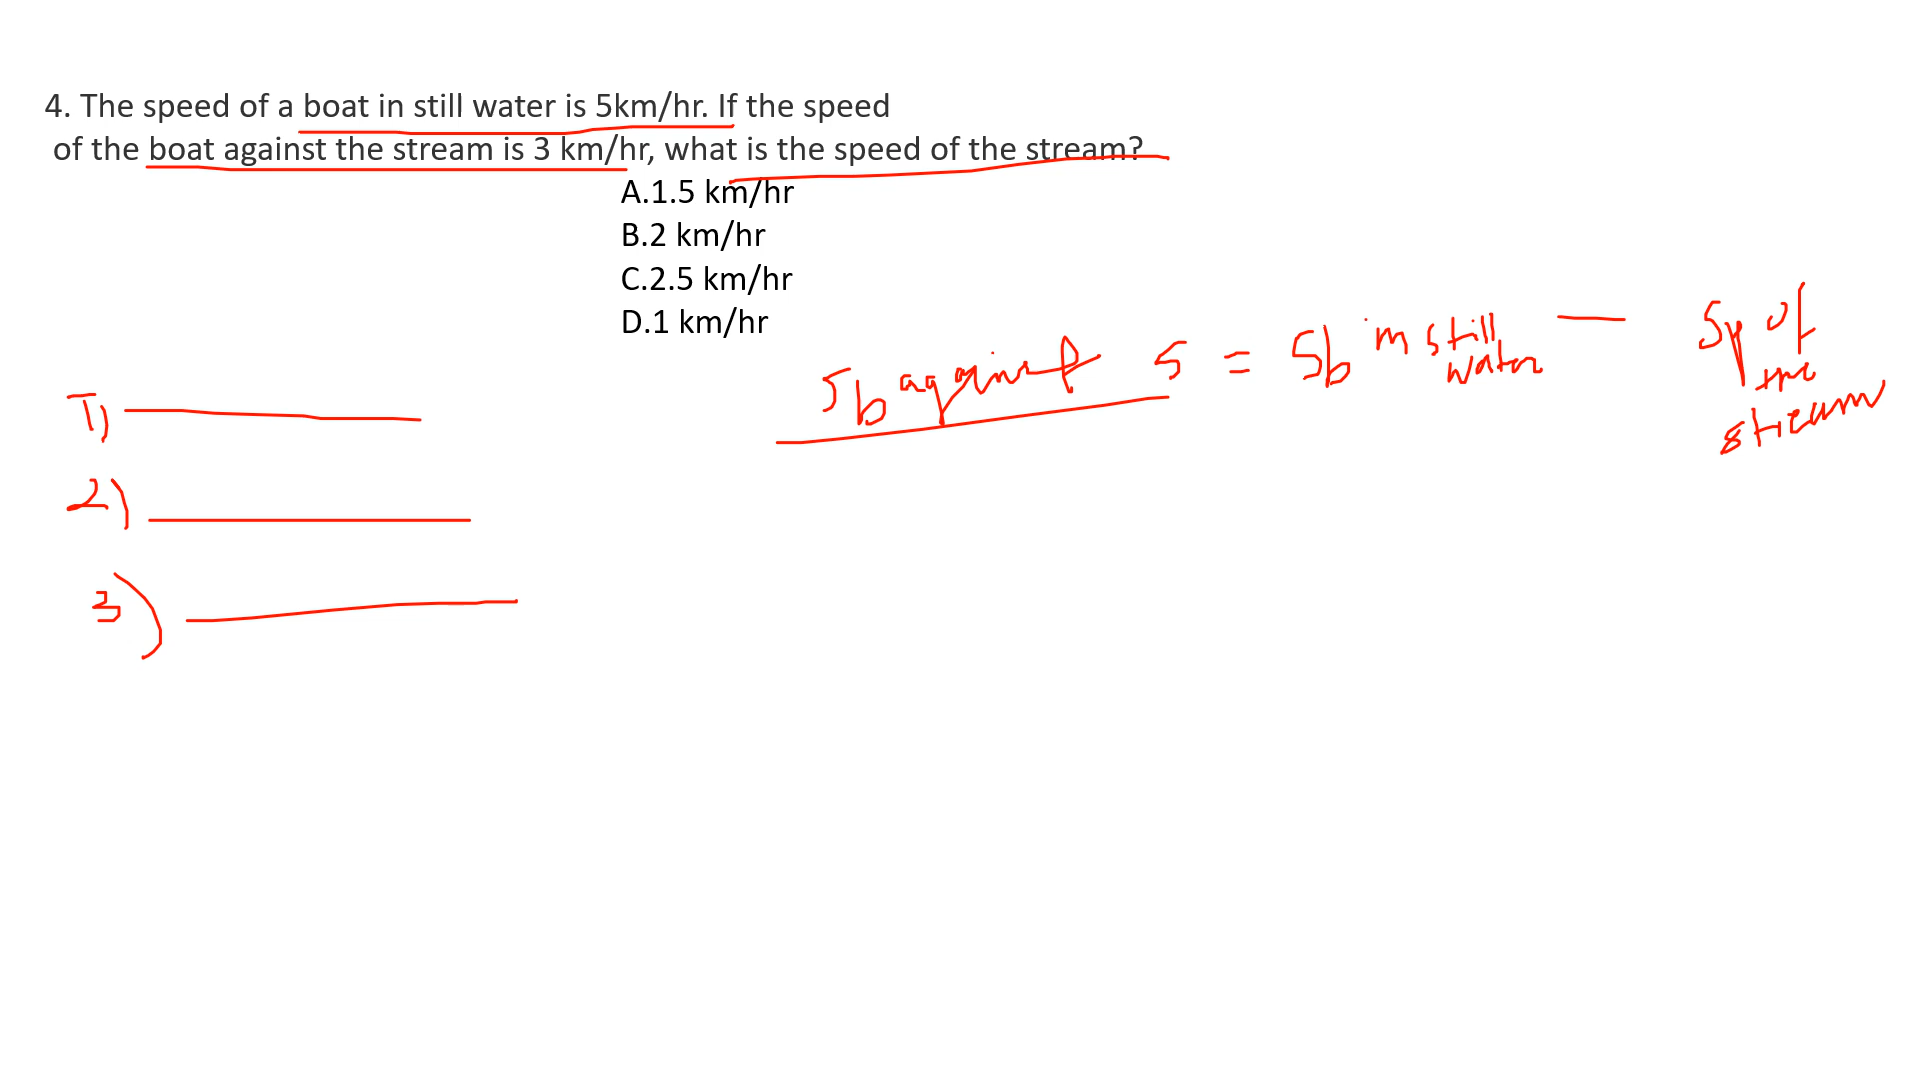 4. The speed of a boat in still water is 5km/hr. If the speed
of the boat against the stream is 3 km/hr, what is the speed of the stream?
A.1.5 km/hr
B.2 km/hr
C.2.5 km/hr
D.1 km/hr
Sb against S = Sb in still water — Sp of the stream
1)
2)
3)